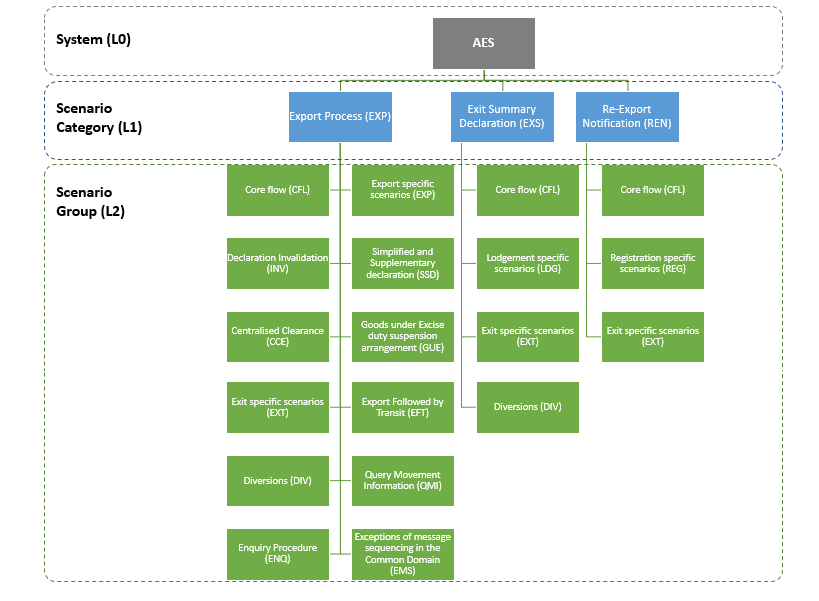 System (L0)
AES
Scenario
Category (L1)
Export Process (EXP)
Exit Summary
Declaration (EXS)
Re-Export
Notification (REN)
Scenario
Group (L2)
Core flow (CFL)
Export specific
scenarios (EXP)
Core flow (CFL)
Core flow (CFL)
Declaration Invalidation
(INV)
Simplified and
Supplementary
declaration (SSD)
Lodgement specific
scenarios (LDG)
Registration specific
scenarios (REG)
Centralised Clearance
(CCE)
Goods under Excise
duty suspension
arrangement (GUE)
Exit specific scenarios
(EXT)
Exit specific scenarios
(EXT)
Exit specific scenarios
(EXT)
Export Followed by
Transit (EFT)
Diversions (DIV)
Diversions (DIV)
Query Movement
Information (QMI)
Enquiry Procedure
(ENQ)
Exceptions of message
sequencing in the
Common Domain
(EMS)